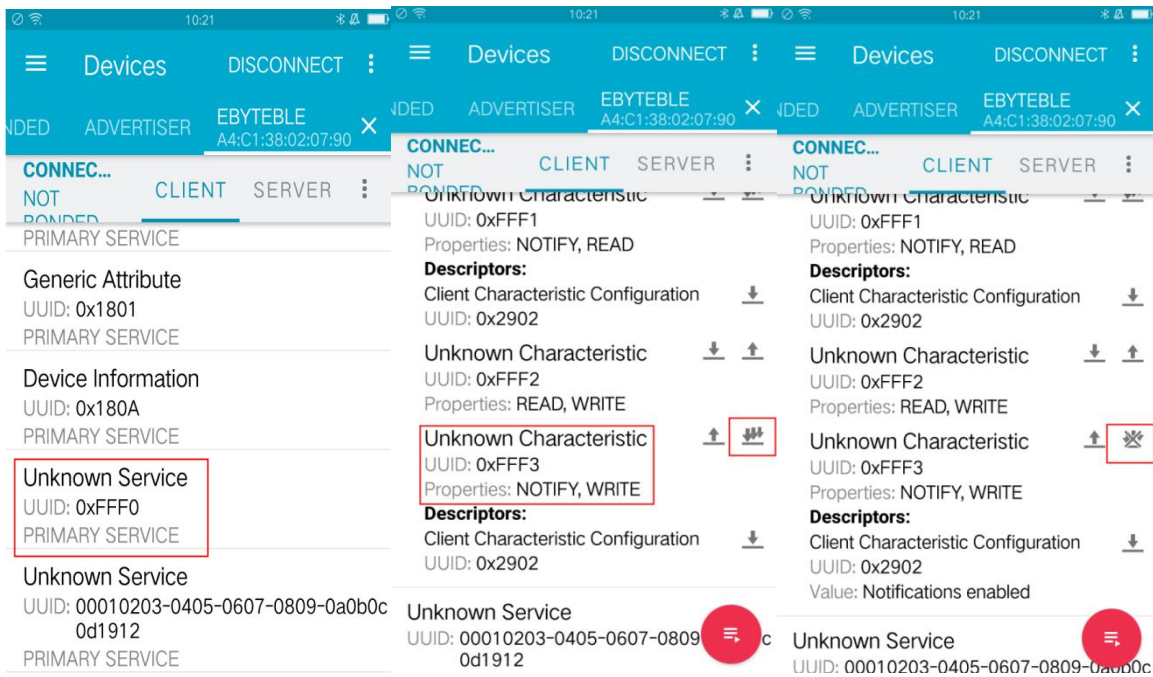 10:21
Devices
DISCONNECT
NDED
ADVERTISER
EBYTEBLE
A4:C1:38:02:07:90
CONNEC...
NOT
BONDED
CLIENT
SERVER
PRIMARY SERVICE
Generic Attribute
UUID: 0x1801
PRIMARY SERVICE
Device Information
UUID: 0x180A
PRIMARY SERVICE
Unknown Service
UUID: 0xFFF0
PRIMARY SERVICE
Unknown Service
UUID: 00010203-0405-0607-0809-0a0b0c
0d1912
PRIMARY SERVICE
10:21
Devices
DISCONNECT
NDED
ADVERTISER
EBYTEBLE
A4:C1:38:02:07:90
CONNEC...
NOT
BONDED
CLIENT
SERVER
Unknown Characteristic
UUID: 0xFFF1
Properties: NOTIFY, READ
Descriptors:
Client Characteristic Configuration
UUID: 0x2902
Unknown Characteristic
UUID: 0xFFF2
Properties: READ, WRITE
Unknown Characteristic
UUID: 0xFFF3
Properties: NOTIFY, WRITE
Descriptors:
Client Characteristic Configuration
UUID: 0x2902
Unknown Service
UUID: 00010203-0405-0607-0809 c
0d1912
10:21
Devices
DISCONNECT
NDED
ADVERTISER
EBYTEBLE
A4:C1:38:02:07:90
CONNEC...
NOT
BONDED
CLIENT
SERVER
Unknown Characteristic
UUID: 0xFFF1
Properties: NOTIFY, READ
Descriptors:
Client Characteristic Configuration
UUID: 0x2902
Unknown Characteristic
UUID: 0xFFF2
Properties: READ, WRITE
Unknown Characteristic
UUID: 0xFFF3
Properties: NOTIFY, WRITE
Descriptors:
Client Characteristic Configuration
UUID: 0x2902
Value: Notifications enabled
Unknown Service
UUID: 00010203-0405-0607-0809-0a0b0c